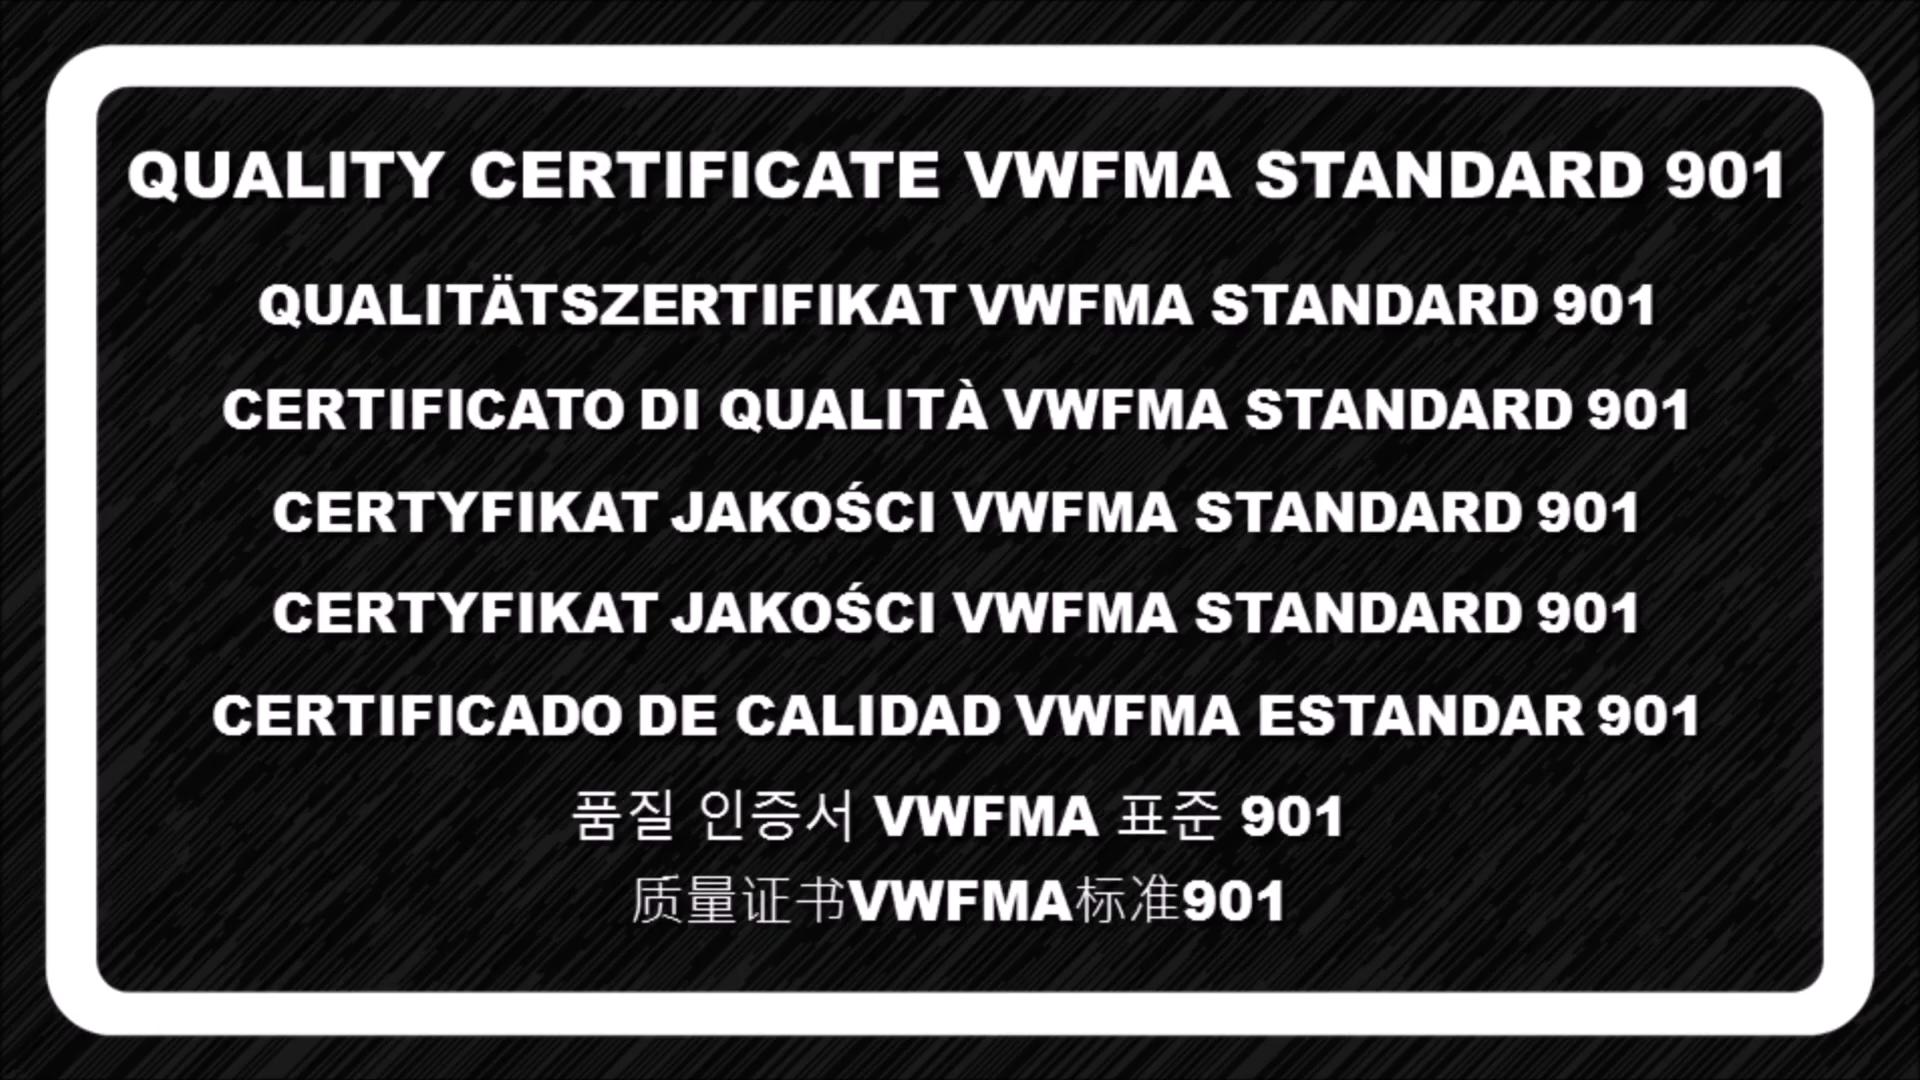 QUALITY CERTIFICATE VWFMA STANDARD 901
QUALITÄTSZERTIFIKAT VWFMA STANDARD 901
CERTIFICATO DI QUALITÀ VWFMA STANDARD 901
CERTYFIKAT JAKOŚCI VWFMA STANDARD 901
CERTYFIKAT JAKOŚCI VWFMA STANDARD 901
CERTIFICADO DE CALIDAD VWFMA ESTANDAR 901
품질 인증서 VWFMA 표준 901
质量证书VWFMA标准901